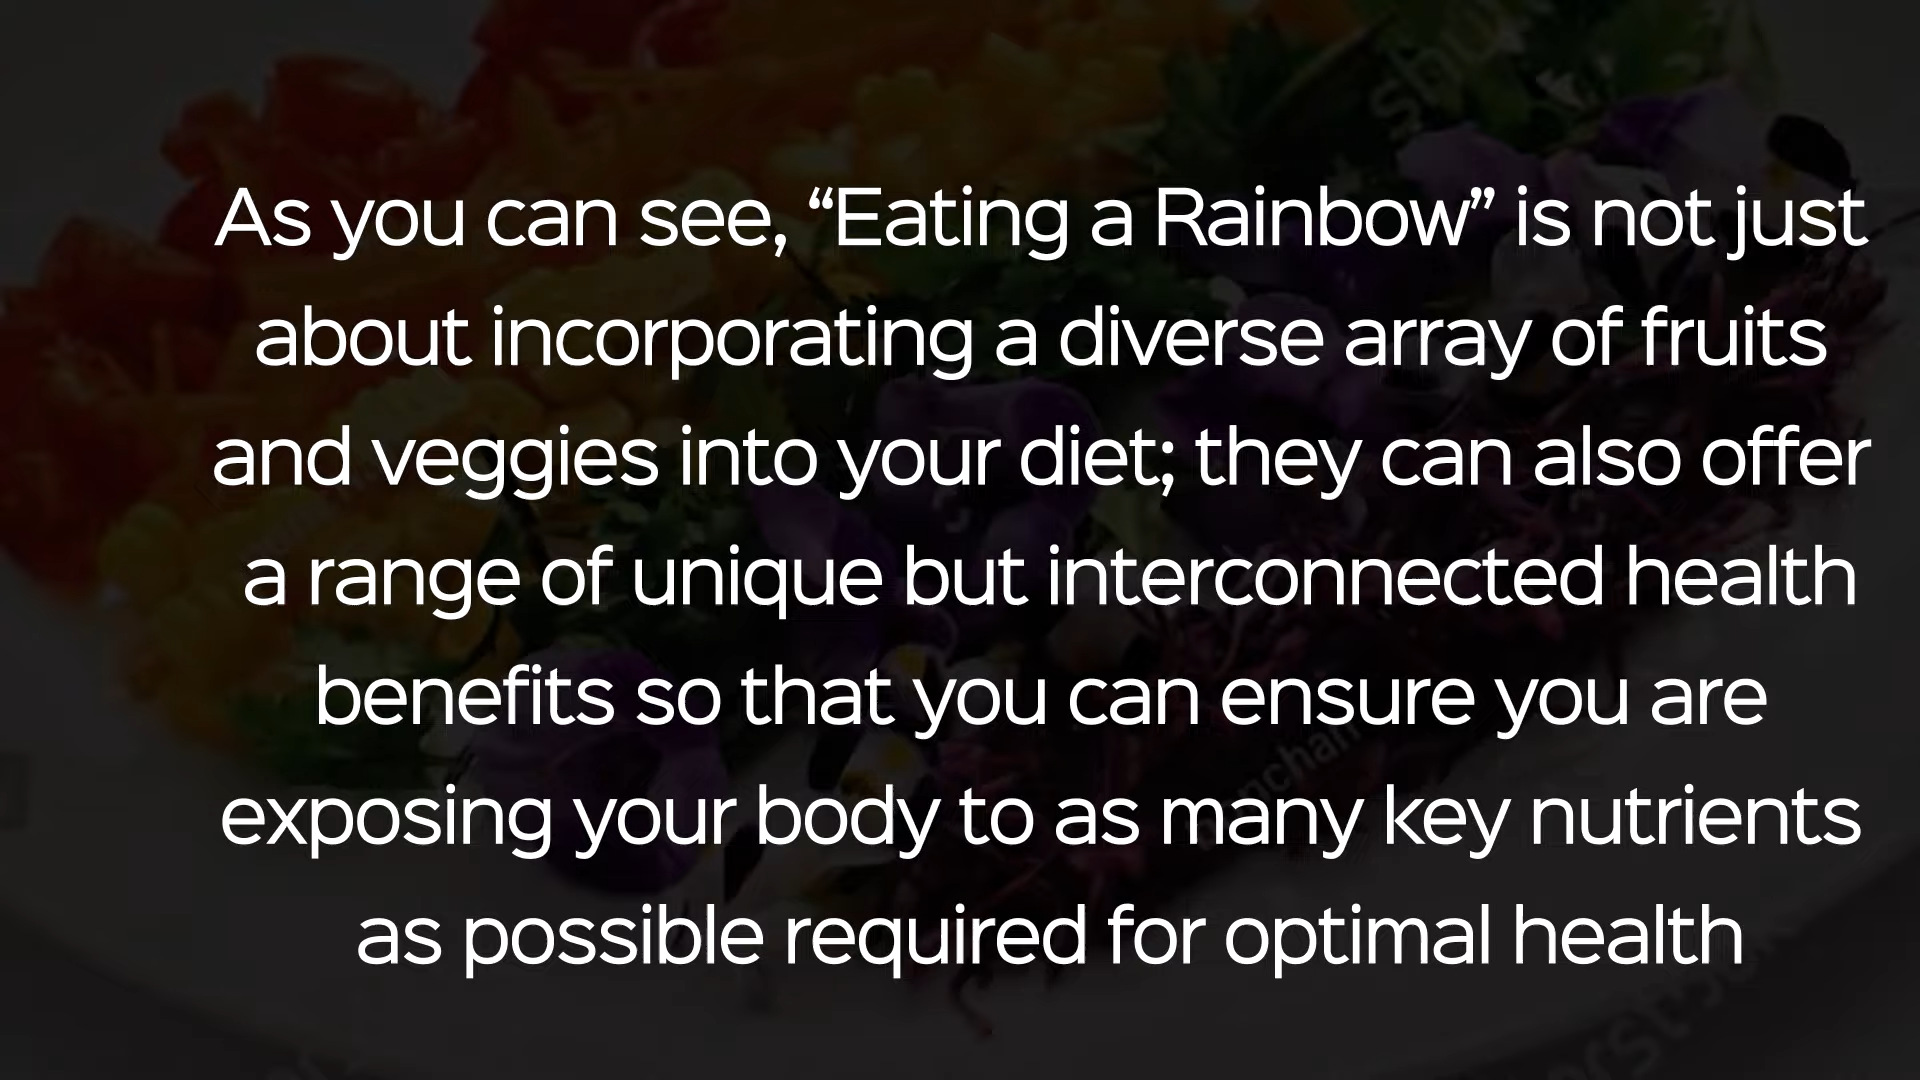 As you can see, “Eating a Rainbow” is not just
about incorporating a diverse array of fruits
and veggies into your diet; they can also offer
a range of unique but interconnected health
benefits so that you can ensure you are
exposing your body to as many key nutrients
as possible required for optimal health